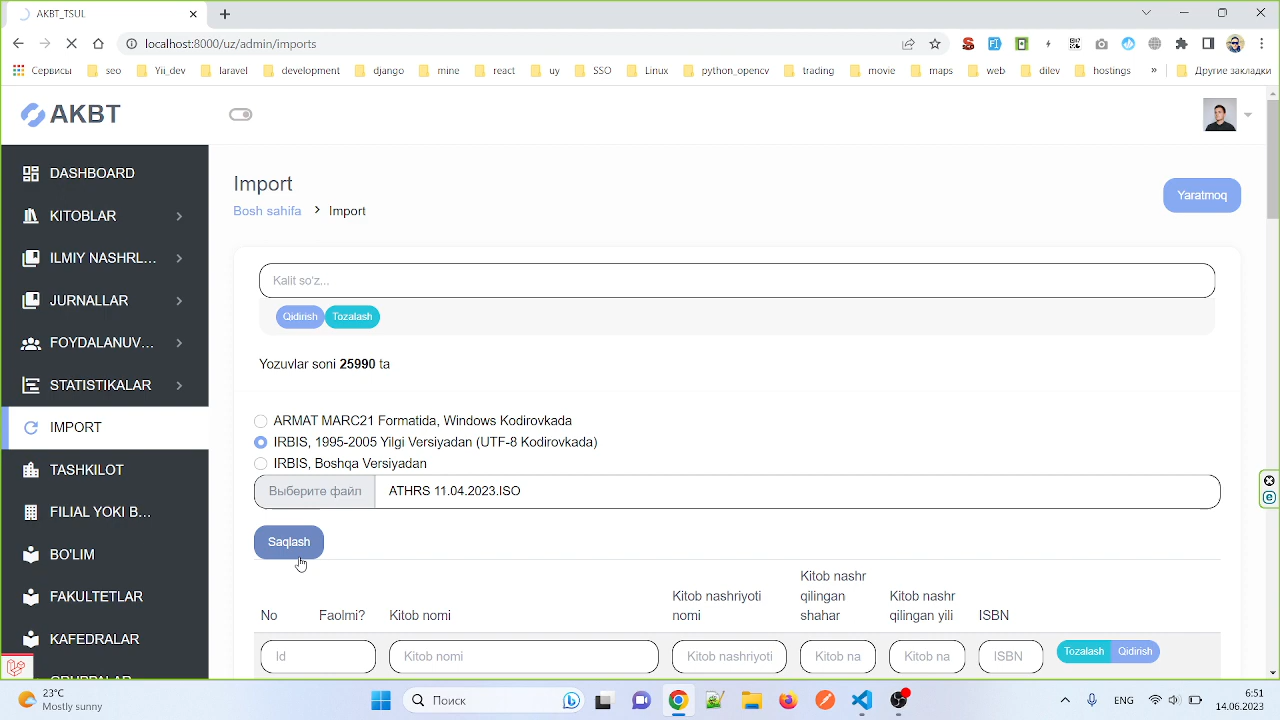 AKBT_TSUL
localhost:8000/uz/admin/imports
Сервисы seo Yii_dev laravel development django mine react uy SSO Linux python_opencv trading movie maps web dilev hostings » Другие закладки
AKBT
DASHBOARD
KITOBLAR
ILMIY NASHRL...
JURNALLAR
FOYDALANUV...
STATISTIKALAR
IMPORT
TASHKILOT
FILIAL YOKI B...
BO'LIM
FAKULTETLAR
KAFEDRALAR
Import
Bosh sahifa > Import
Yaratmoq
Kalit so'z...
Qidirish Tozalash
Yozuvlar soni 25990 ta
ARMAT MARC21 Formatida, Windows Kodirovkada
IRBIS, 1995-2005 Yilgi Versiyadan (UTF-8 Kodirovkada)
IRBIS, Boshqa Versiyadan
Выберите файл ATHRS 11.04.2023.ISO
Saqlash
No Faolmi? Kitob nomi
Kitob nashriyoti
nomi
Kitob nashr
qilingan
shahar
Kitob nashr
qilingan yili
ISBN
Id Kitob nomi Kitob nashriyoti Kitob na Kitob na ISBN Tozalash Qidirish
23°C
Mostly sunny
Поиск
ENG
6:51
14.06.2023